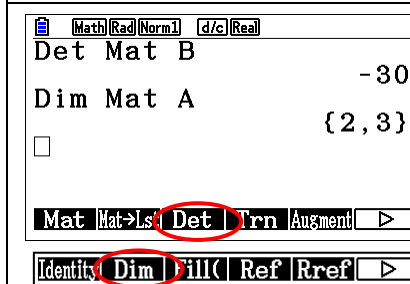 Math Rad Norm1 d/c Real
Det Mat B
-30
Dim Mat A
{2,3}
Mat Mat→Lst Det Trn Augment
Identity Dim Fill( Ref Rref